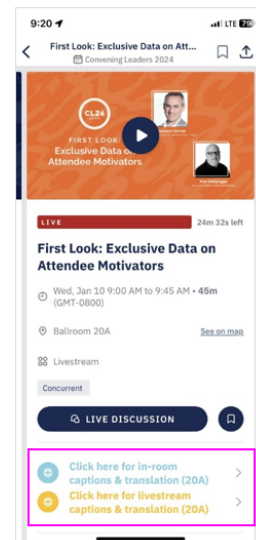 9:20
LTE 79
First Look: Exclusive Data on Att...
Convening Leaders 2024
CL24
FIRST LOOK:
Exclusive Data on
Attendee Motivators
LIVE
24m 32s left
First Look: Exclusive Data on
Attendee Motivators
Wed, Jan 10 9:00 AM to 9:45 AM • 45m
(GMT-0800)
Ballroom 20A
See on map
Livestream
Concurrent
LIVE DISCUSSION
Click here for in-room
captions & translation (20A)
Click here for livestream
captions & translation (20A)